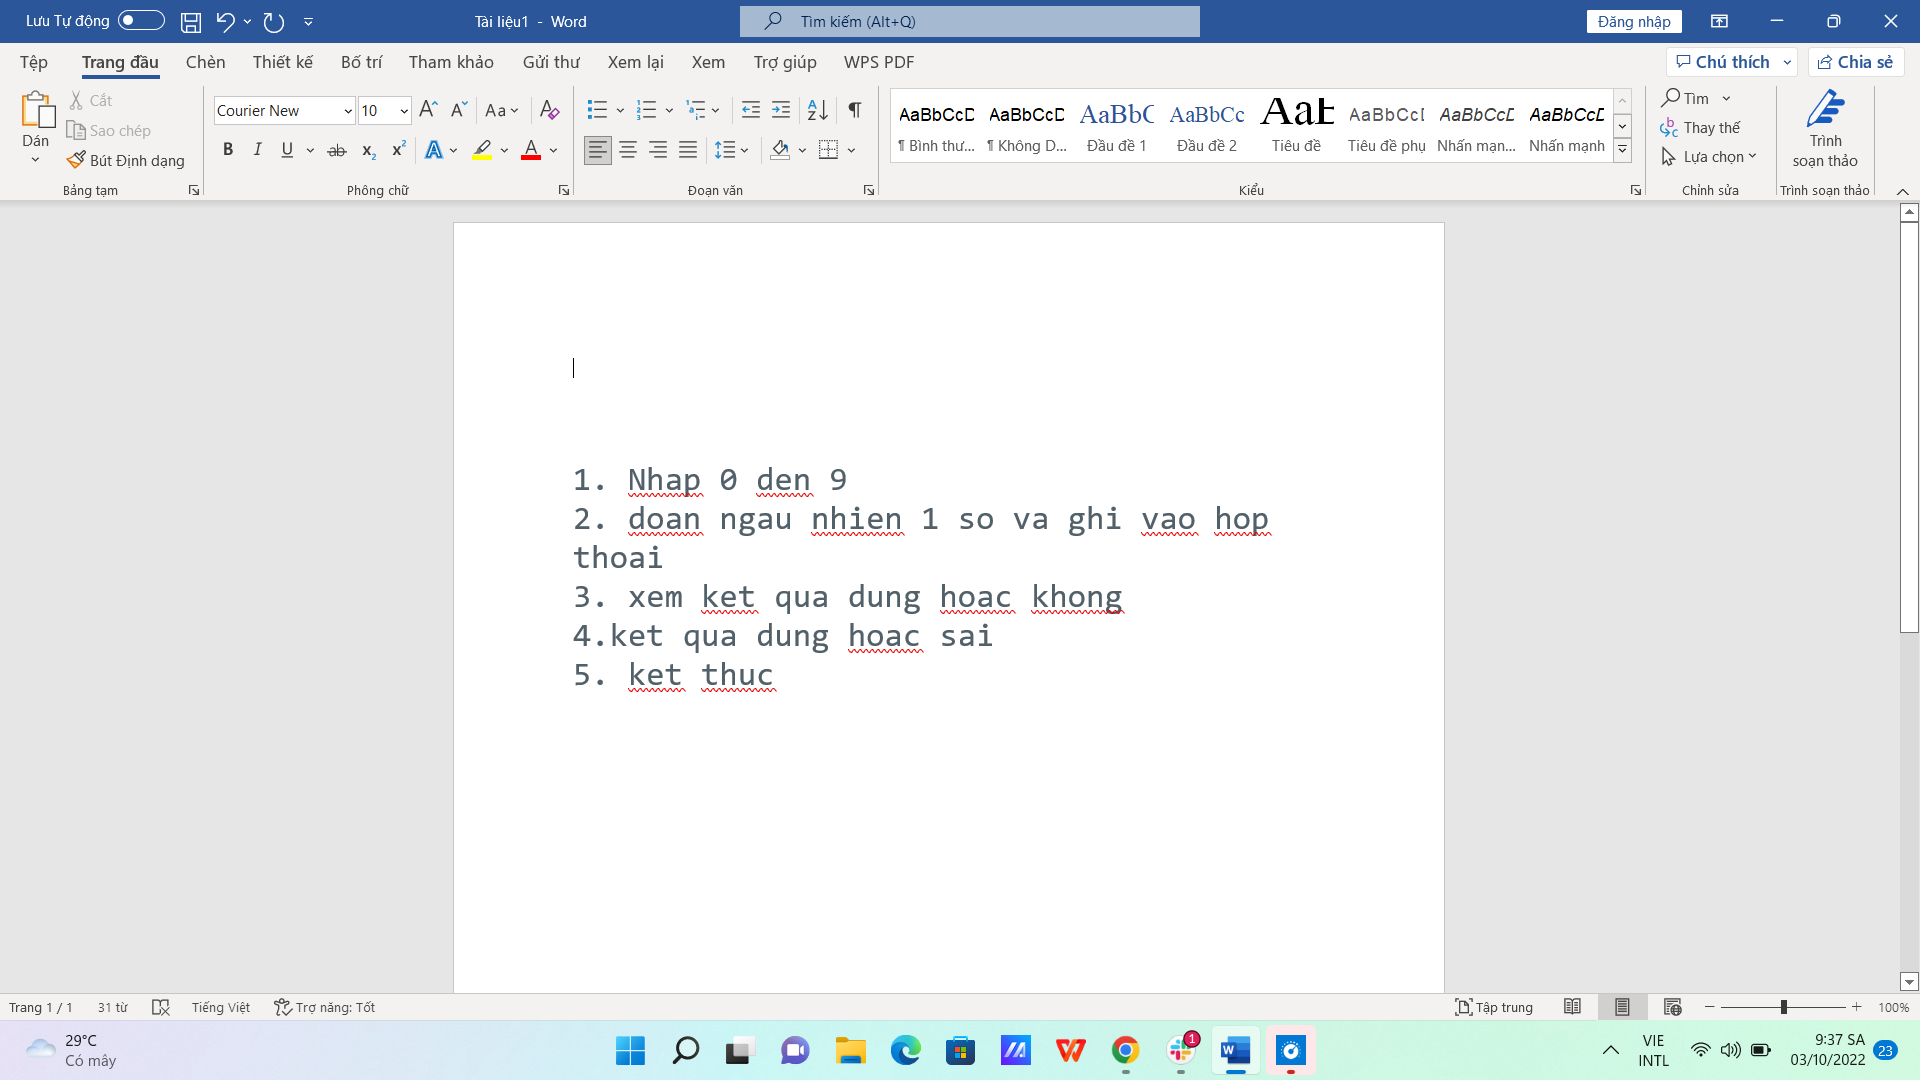 Lưu Tự động
Tài liệu1 - Word
Tìm kiếm (Alt+Q)
Đăng nhập
Tệp Trang đầu Chèn Thiết kế Bố trí Tham khảo Gửi thư Xem lại Xem Trợ giúp WPS PDF
Chú thích Chia sẻ
Dán
Cắt
Sao chép
Bút Định dạng
Bảng tạm
Courier New 10
Aa
Phông chữ
Đoạn văn
AaBbCcD AaBbCcD AaBbC AaBbCc AaB AaBbCcD AaBbCcD AaBbCcD
¶ Bình thư... ¶ Không D... Đầu đề 1 Đầu đề 2 Tiêu đề Tiêu đề phụ Nhấn mạn... Nhấn mạnh
Kiểu
Tìm
Thay thế
Lựa chọn
Chỉnh sửa
Trình
soạn thảo
Trình soạn thảo
1. Nhap 0 den 9
2. doan ngau nhien 1 so va ghi vao hop
thoai
3. xem ket qua dung hoac khong
4.ket qua dung hoac sai
5. ket thuc
Trang 1 / 1 31 từ Tiếng Việt Trợ năng: Tốt
Tập trung
100%
29°C
Có mây
1
VIE
INTL
9:37 SA
03/10/2022
23